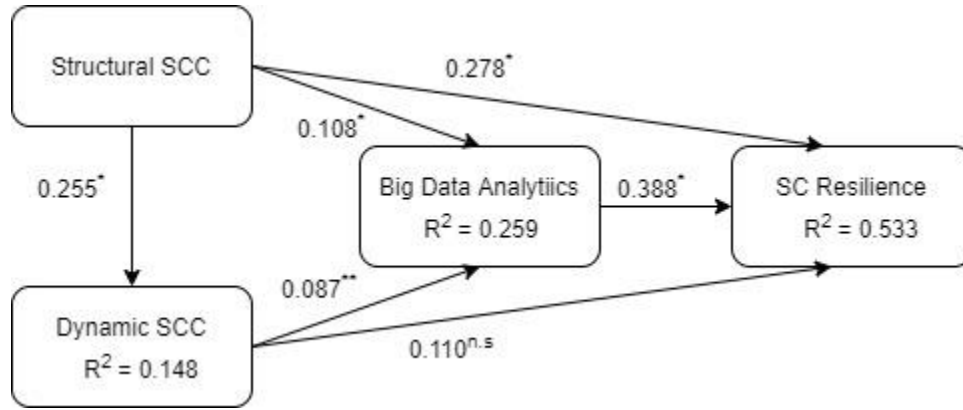 Structural SCC
0.278*
0.108*
0.255*
Big Data Analytiics
R² = 0.259
0.388*
SC Resilience
R² = 0.533
0.087**
Dynamic SCC
R² = 0.148
0.110ⁿ·ˢ